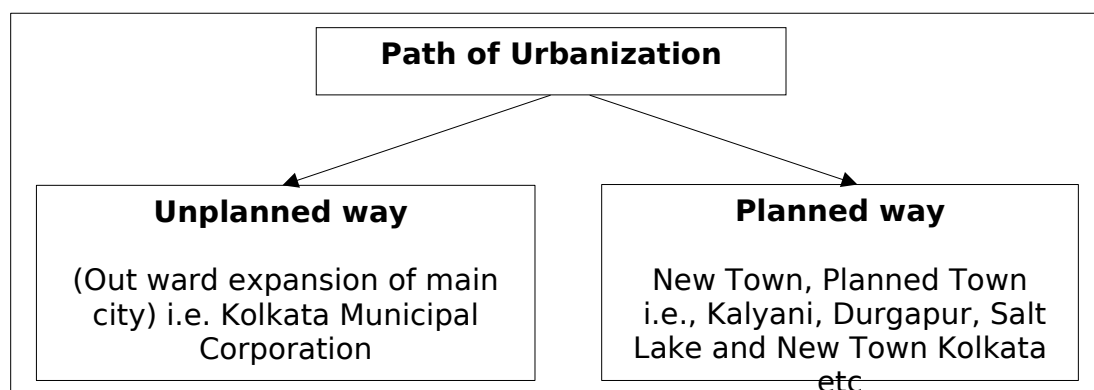 Path of Urbanization
Unplanned way
(Out ward expansion of main
city) i.e. Kolkata Municipal
Corporation
Planned way
New Town, Planned Town
i.e., Kalyani, Durgapur, Salt
Lake and New Town Kolkata
etc